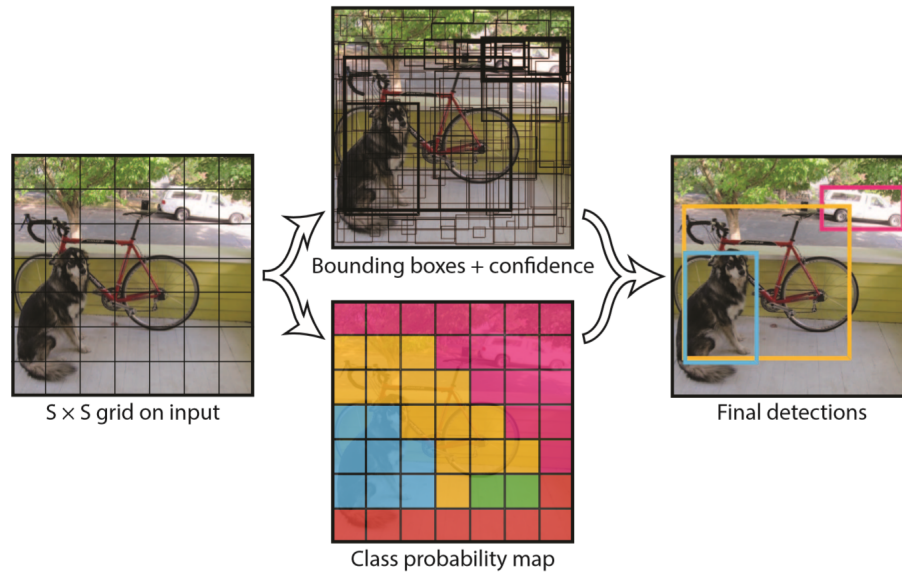 S × S grid on input
Bounding boxes + confidence
Class probability map
Final detections